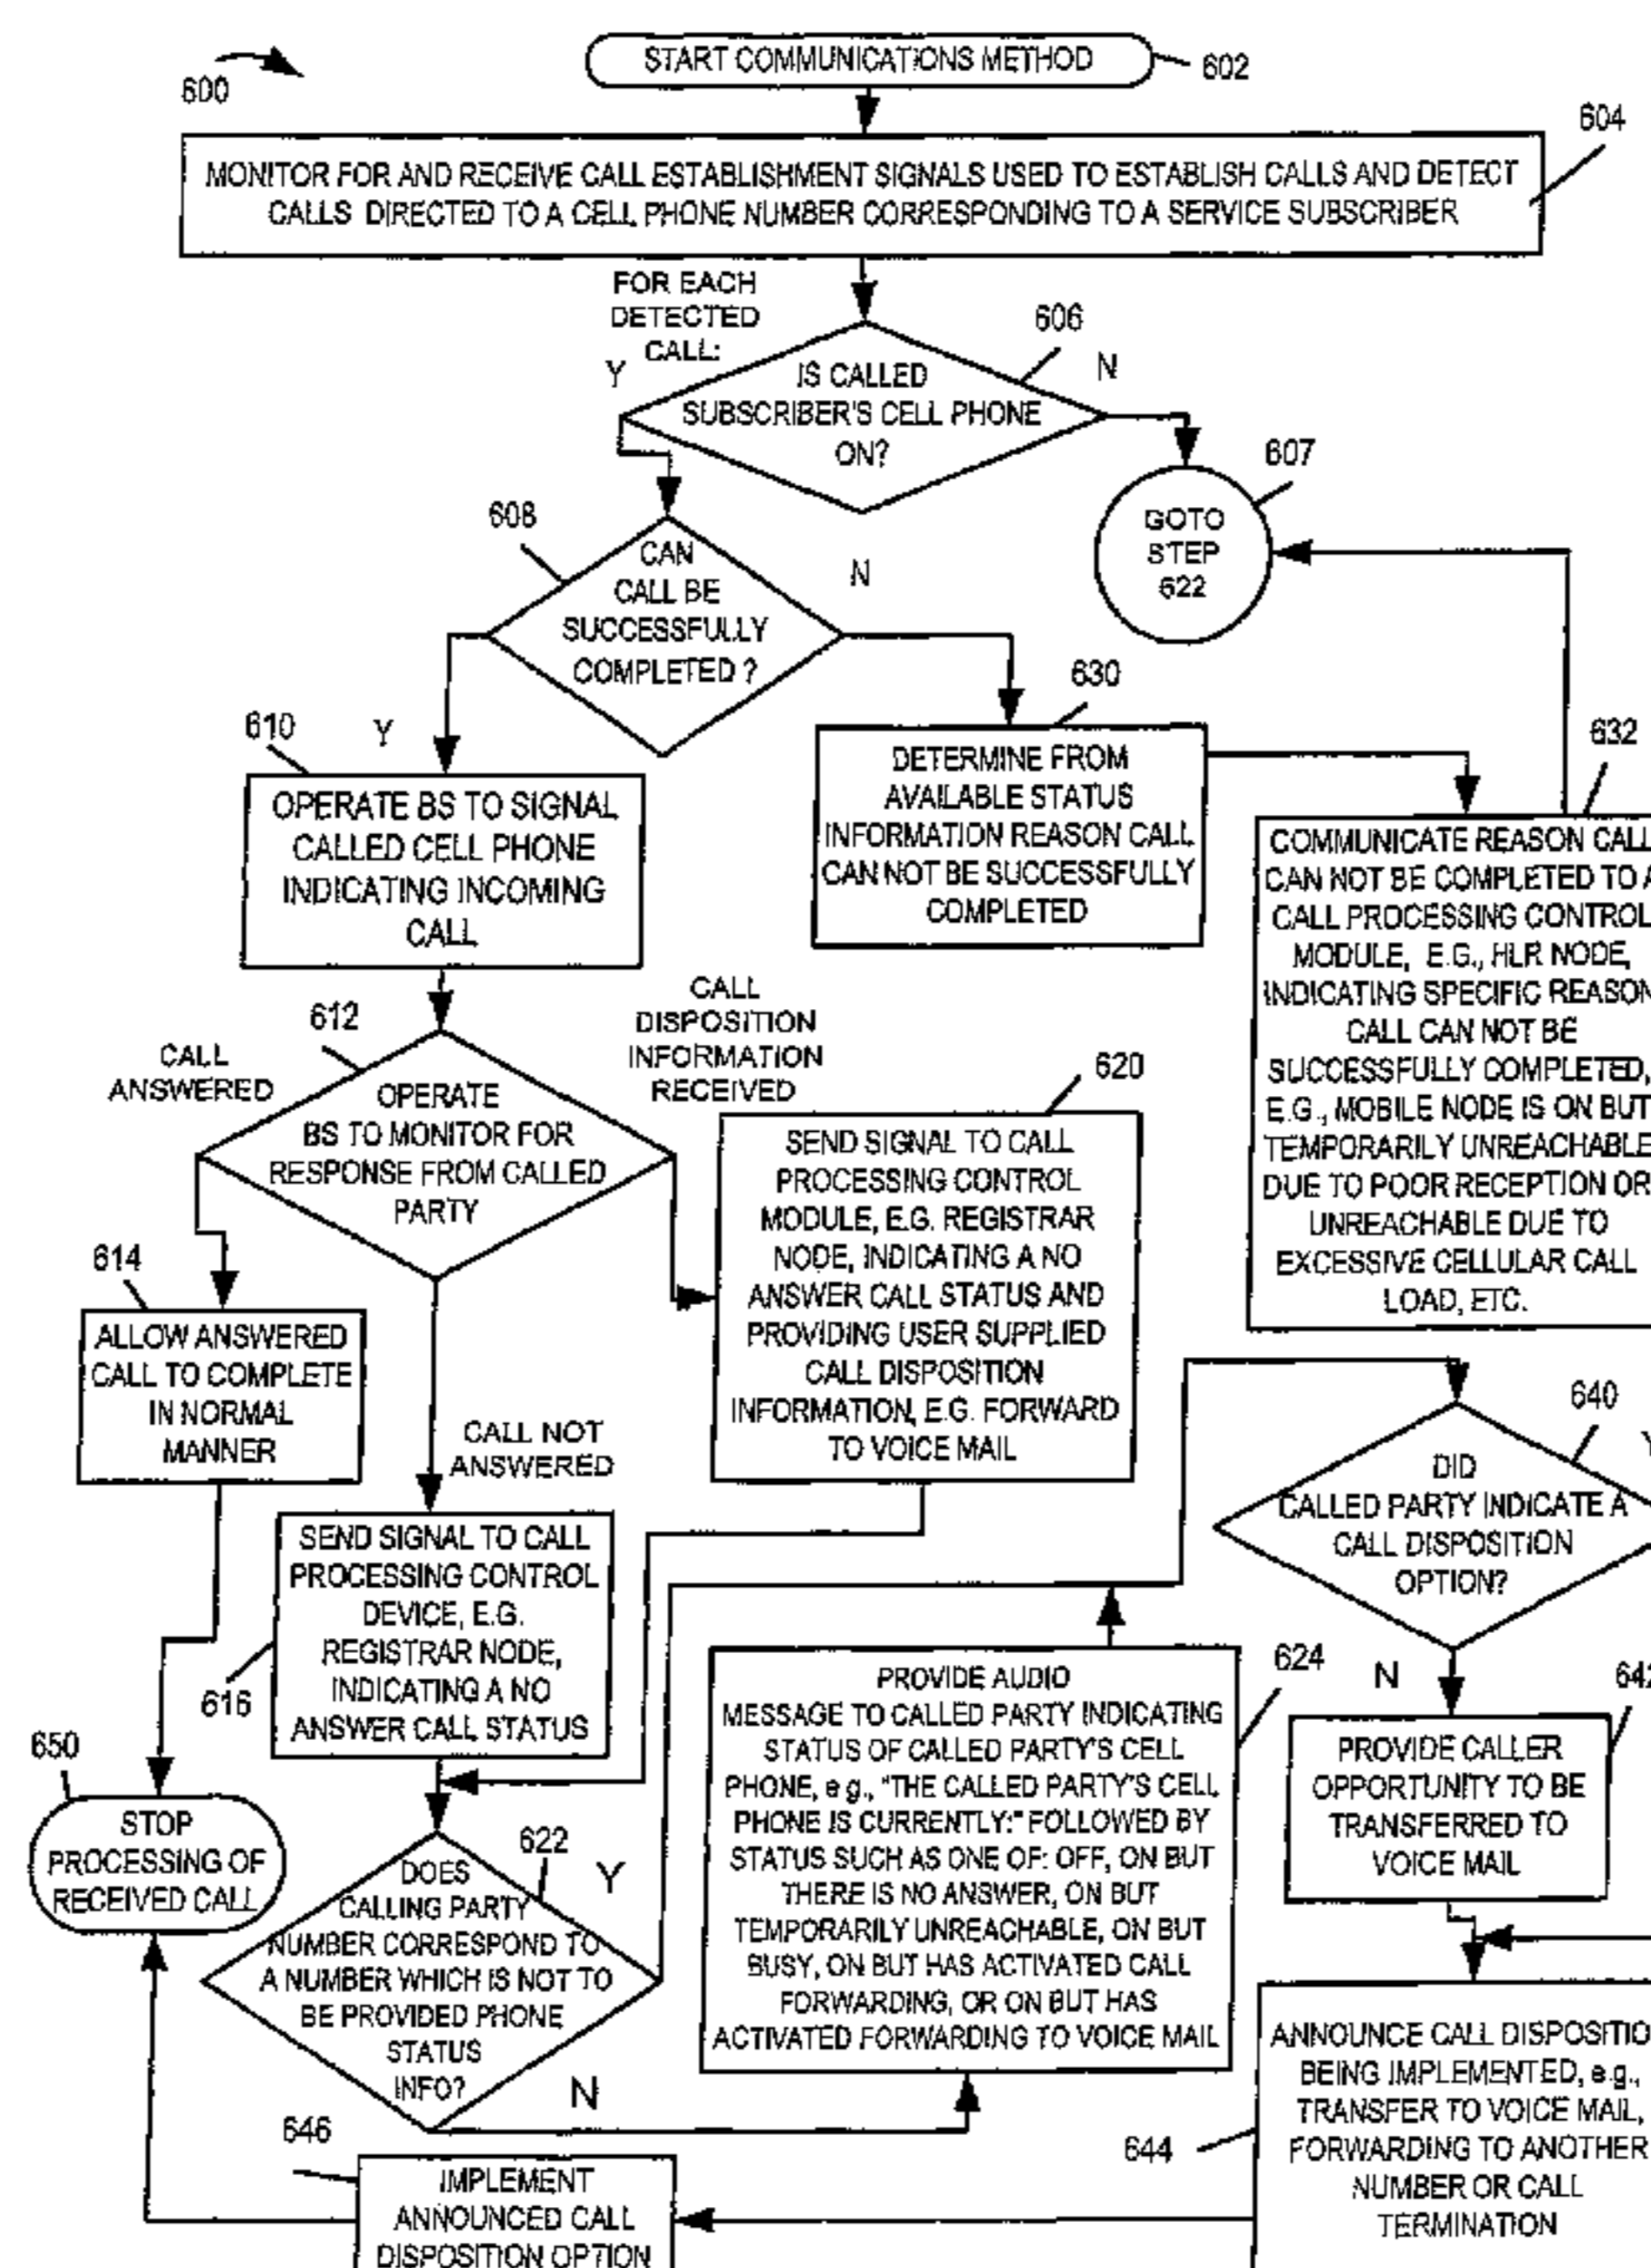 600
START COMMUNICATIONS METHOD
602
604
MONITOR FOR AND RECEIVE CALL ESTABLISHMENT SIGNALS USED TO ESTABLISH CALLS AND DETECT
CALLS DIRECTED TO A CELL PHONE NUMBER CORRESPONDING TO A SERVICE SUBSCRIBER
FOR EACH
DETECTED
CALL:
606
Y
N
IS CALLED
SUBSCRIBER'S CELL PHONE
ON?
607
GOTO
STEP
622
608
CAN
CALL BE
SUCCESSFULLY
COMPLETED ?
N
Y
610
OPERATE BS TO SIGNAL
CALLED CELL PHONE
INDICATING INCOMING
CALL
630
DETERMINE FROM
AVAILABLE STATUS
INFORMATION REASON CALL
CAN NOT BE SUCCESSFULLY
COMPLETED
632
COMMUNICATE REASON CALL
CAN NOT BE COMPLETED TO A
CALL PROCESSING CONTROL
MODULE, E.G., HLR NODE,
INDICATING SPECIFIC REASON
CALL CAN NOT BE
SUCCESSFULLY COMPLETED,
E.G., MOBILE NODE IS ON BUT
TEMPORARILY UNREACHABLE
DUE TO POOR RECEPTION OR
UNREACHABLE DUE TO
EXCESSIVE CELLULAR CALL
LOAD, ETC.
612
CALL
ANSWERED
CALL
DISPOSITION
INFORMATION
RECEIVED
OPERATE
BS TO MONITOR FOR
RESPONSE FROM CALLED
PARTY
620
SEND SIGNAL TO CALL
PROCESSING CONTROL
MODULE, E.G. REGISTRAR
NODE, INDICATING A NO
ANSWER CALL STATUS AND
PROVIDING USER SUPPLIED
CALL DISPOSITION
INFORMATION, E.G. FORWARD
TO VOICE MAIL
614
ALLOW ANSWERED
CALL TO COMPLETE
IN NORMAL
MANNER
CALL NOT
ANSWERED
616
SEND SIGNAL TO CALL
PROCESSING CONTROL
DEVICE, E.G.
REGISTRAR NODE,
INDICATING A NO
ANSWER CALL STATUS
640
Y
DID
CALLED PARTY INDICATE A
CALL DISPOSITION
OPTION?
N
642
PROVIDE CALLER
OPPORTUNITY TO BE
TRANSFERRED TO
VOICE MAIL
624
PROVIDE AUDIO
MESSAGE TO CALLED PARTY INDICATING
STATUS OF CALLED PARTY'S CELL
PHONE, e.g., "THE CALLED PARTY'S CELL
PHONE IS CURRENTLY:" FOLLOWED BY
STATUS SUCH AS ONE OF: OFF, ON BUT
THERE IS NO ANSWER, ON BUT
TEMPORARILY UNREACHABLE, ON BUT
BUSY, ON BUT HAS ACTIVATED CALL
FORWARDING, OR ON BUT HAS
ACTIVATED FORWARDING TO VOICE MAIL
650
STOP
PROCESSING OF
RECEIVED CALL
622
Y
DOES
CALLING PARTY
NUMBER CORRESPOND TO
A NUMBER WHICH IS NOT TO
BE PROVIDED PHONE
STATUS
INFO?
N
644
ANNOUNCE CALL DISPOSITIO
BEING IMPLEMENTED, e.g.,
TRANSFER TO VOICE MAIL,
FORWARDING TO ANOTHER
NUMBER OR CALL
TERMINATION
646
IMPLEMENT
ANNOUNCED CALL
DISPOSITION OPTION